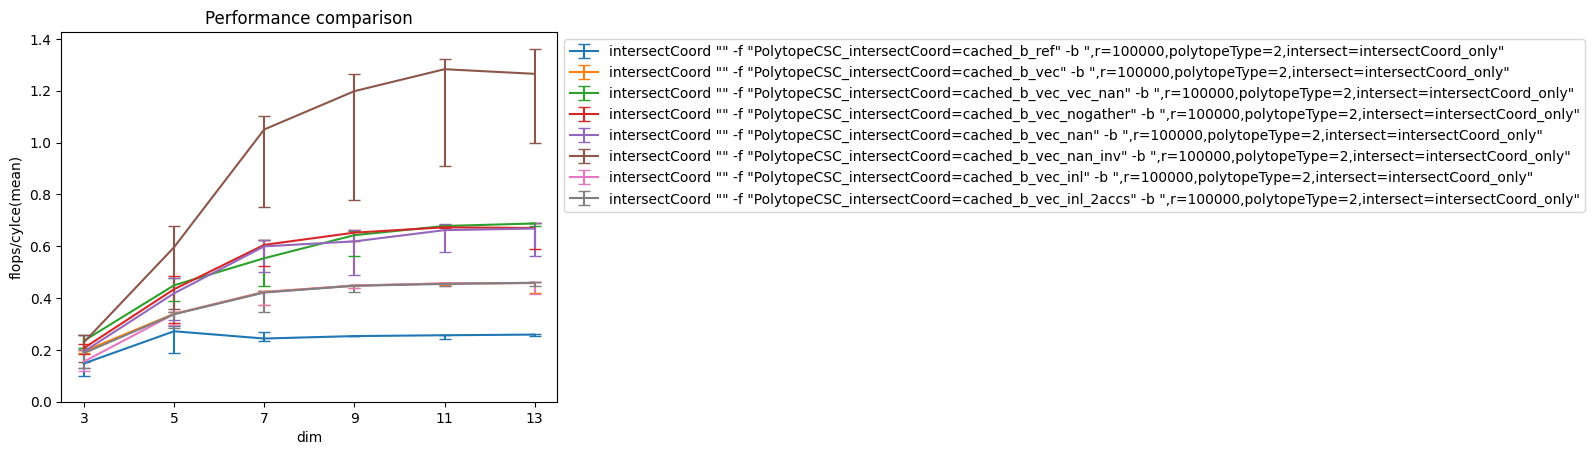 Performance comparison
flops/cylce(mean)
1.4
1.2
1.0
0.8
0.6
0.4
0.2
0.0
3 5 7 9 11 13
dim
intersectCoord "" -f "PolytopeCSC_intersectCoord=cached_b_ref" -b ",r=100000,polytopeType=2,intersect=intersectCoord_only"
intersectCoord "" -f "PolytopeCSC_intersectCoord=cached_b_vec" -b ",r=100000,polytopeType=2,intersect=intersectCoord_only"
intersectCoord "" -f "PolytopeCSC_intersectCoord=cached_b_vec_vec_nan" -b ",r=100000,polytopeType=2,intersect=intersectCoord_only"
intersectCoord "" -f "PolytopeCSC_intersectCoord=cached_b_vec_nogather" -b ",r=100000,polytopeType=2,intersect=intersectCoord_only"
intersectCoord "" -f "PolytopeCSC_intersectCoord=cached_b_vec_nan" -b ",r=100000,polytopeType=2,intersect=intersectCoord_only"
intersectCoord "" -f "PolytopeCSC_intersectCoord=cached_b_vec_nan_inv" -b ",r=100000,polytopeType=2,intersect=intersectCoord_only"
intersectCoord "" -f "PolytopeCSC_intersectCoord=cached_b_vec_inl" -b ",r=100000,polytopeType=2,intersect=intersectCoord_only"
intersectCoord "" -f "PolytopeCSC_intersectCoord=cached_b_vec_inl_2accs" -b ",r=100000,polytopeType=2,intersect=intersectCoord_only"